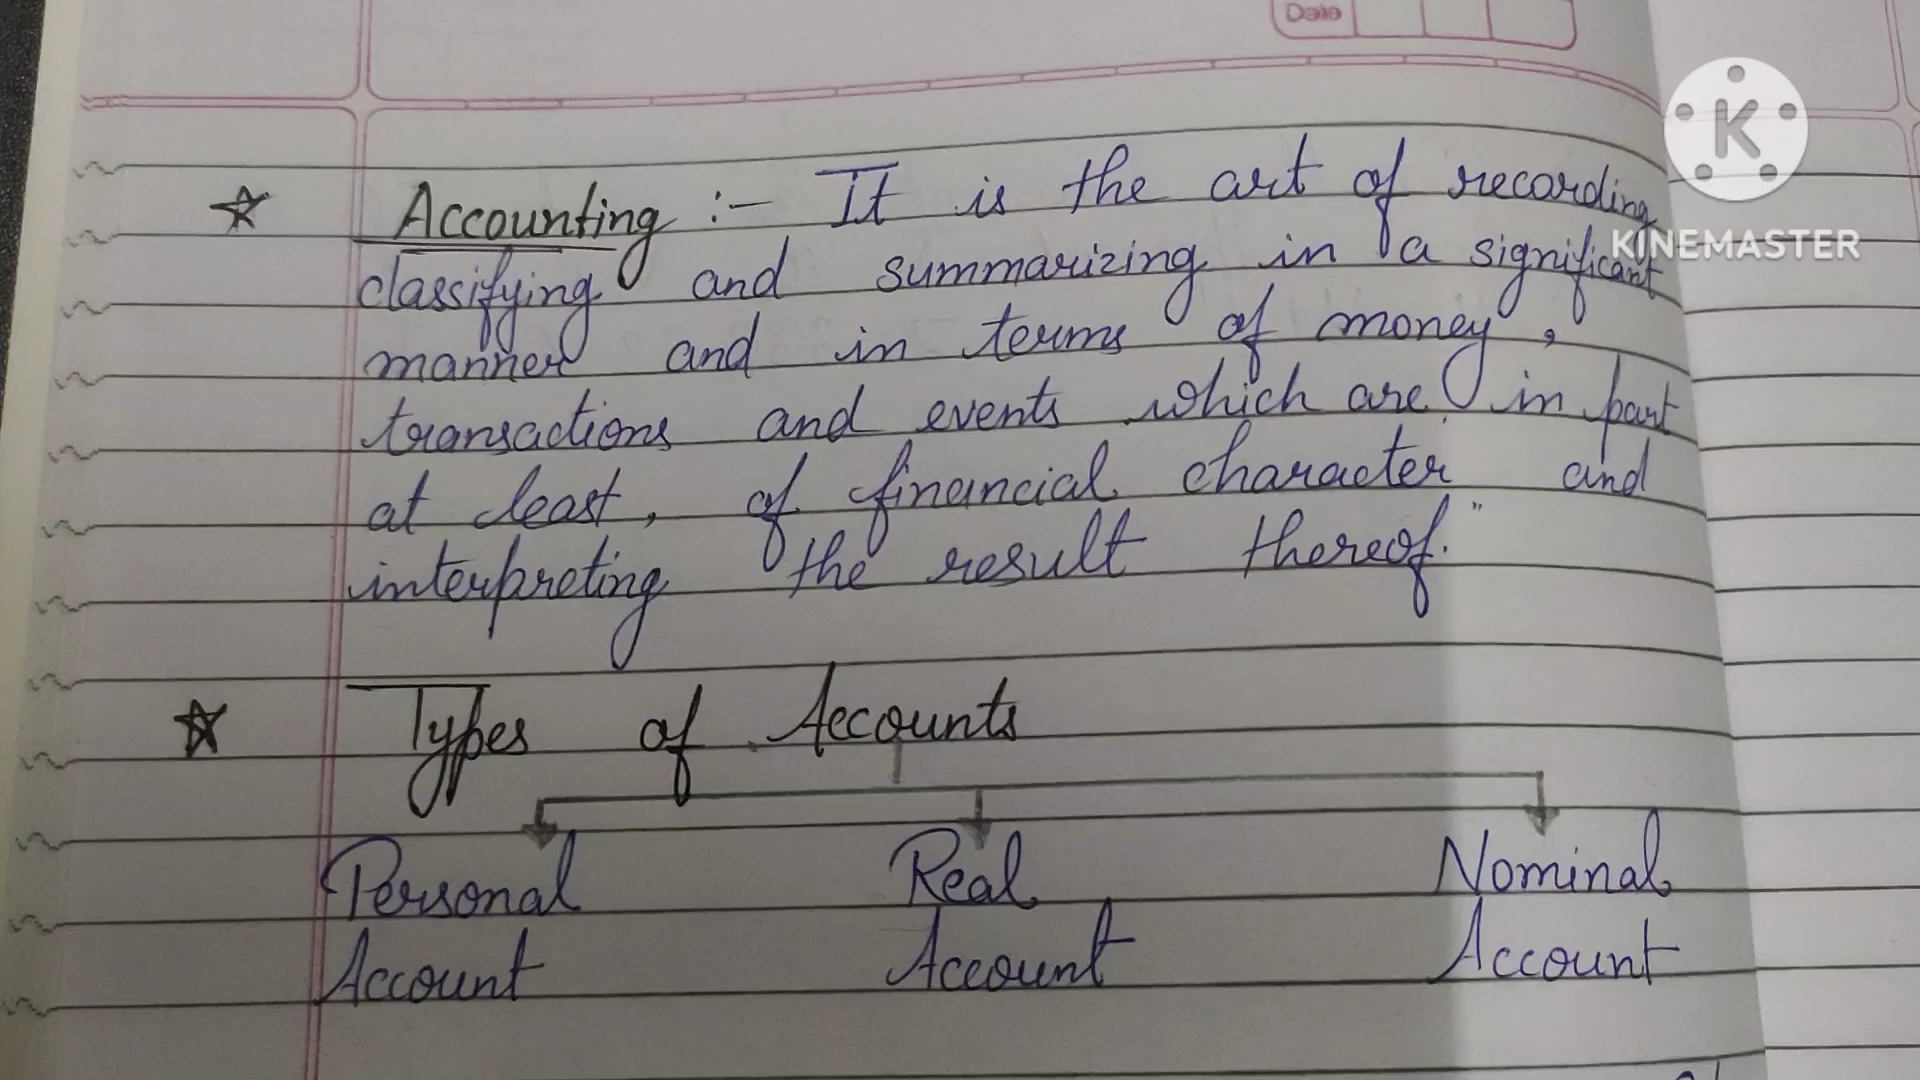 Date
☆ Accounting :- It is the art of recording
classifying and summarizing in a significant
manner and in terms of money,
transactions and events which are in part
at least, of financial character and
interpreting the result thereof."
☆ Types of Accounts
Personal Real Nominal
Account Account Account
K
KINEMASTER